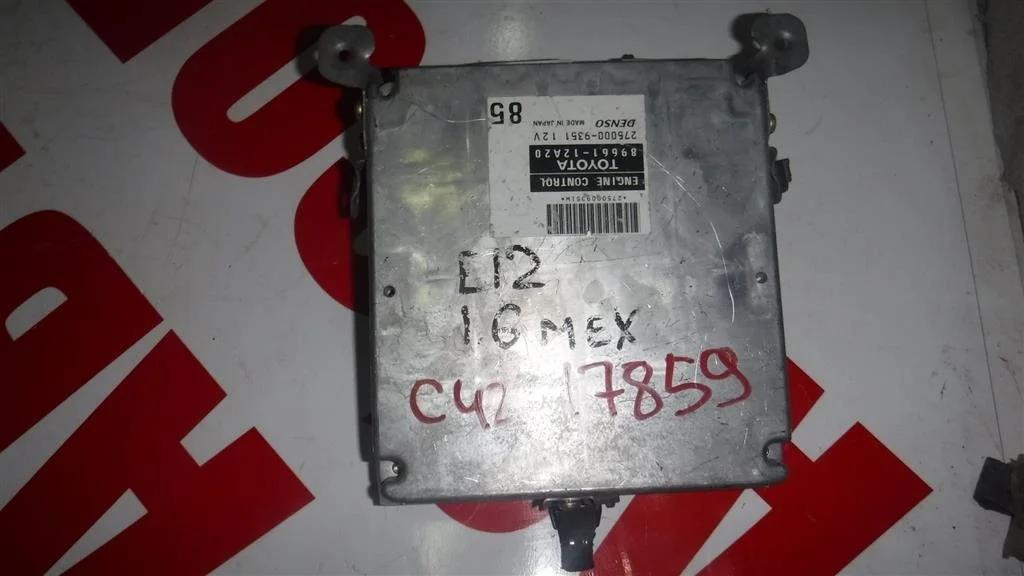 *2750009351W*
ENGINE CONTROL
TOYOTA
89661-12A20
275000-9351 12V
DENSO MADE IN JAPAN
85
E12
1.6 MEX
C42 17859